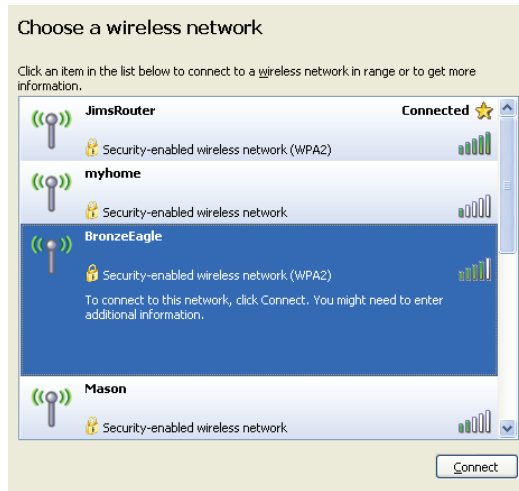 Choose a wireless network
Click an item in the list below to connect to a wireless network in range or to get more
information.
JimsRouter Connected
Security-enabled wireless network (WPA2)
myhome
Security-enabled wireless network
BronzeEagle
Security-enabled wireless network (WPA2)
To connect to this network, click Connect. You might need to enter
additional information.
Mason
Security-enabled wireless network
Connect